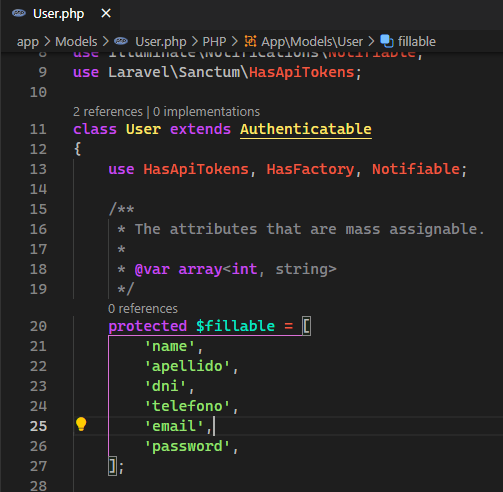 User.php ×
app > Models > User.php > PHP > App\Models\User > fillable
8 use Illuminate\Notifications\Notifiable;
9 use Laravel\Sanctum\HasApiTokens;
10
2 references | 0 implementations
11 class User extends Authenticatable
12 {
13 use HasApiTokens, HasFactory, Notifiable;
14
15 /**
16 * The attributes that are mass assignable.
17 *
18 * @var array<int, string>
19 */
0 references
20 protected $fillable = [
21 'name',
22 'apellido',
23 'dni',
24 'telefono',
25 'email',
26 'password',
27 ];
28